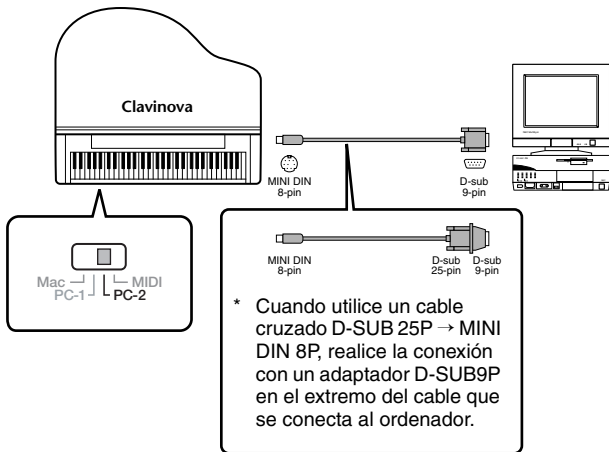 Clavinova
MINI DIN
8-pin
D-sub
9-pin
Mac
MIDI
PC-1
PC-2
MINI DIN
8-pin
D-sub
25-pin
D-sub
9-pin
* Cuando utilice un cable
cruzado D-SUB 25P → MINI
DIN 8P, realice la conexión
con un adaptador D-SUB9P
en el extremo del cable que
se conecta al ordenador.